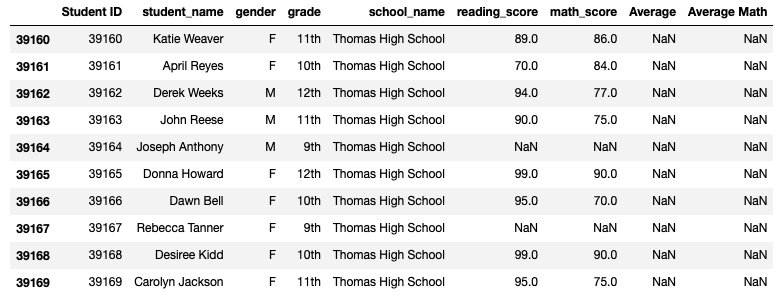 Student ID student_name gender grade school_name reading_score math_score Average Average Math
39160 39160 Katie Weaver F 11th Thomas High School 89.0 86.0 NaN NaN
39161 39161 April Reyes F 10th Thomas High School 70.0 84.0 NaN NaN
39162 39162 Derek Weeks M 12th Thomas High School 94.0 77.0 NaN NaN
39163 39163 John Reese M 11th Thomas High School 90.0 75.0 NaN NaN
39164 39164 Joseph Anthony M 9th Thomas High School NaN NaN NaN NaN
39165 39165 Donna Howard F 12th Thomas High School 99.0 90.0 NaN NaN
39166 39166 Dawn Bell F 10th Thomas High School 95.0 70.0 NaN NaN
39167 39167 Rebecca Tanner F 9th Thomas High School NaN NaN NaN NaN
39168 39168 Desiree Kidd F 10th Thomas High School 99.0 90.0 NaN NaN
39169 39169 Carolyn Jackson F 11th Thomas High School 95.0 75.0 NaN NaN